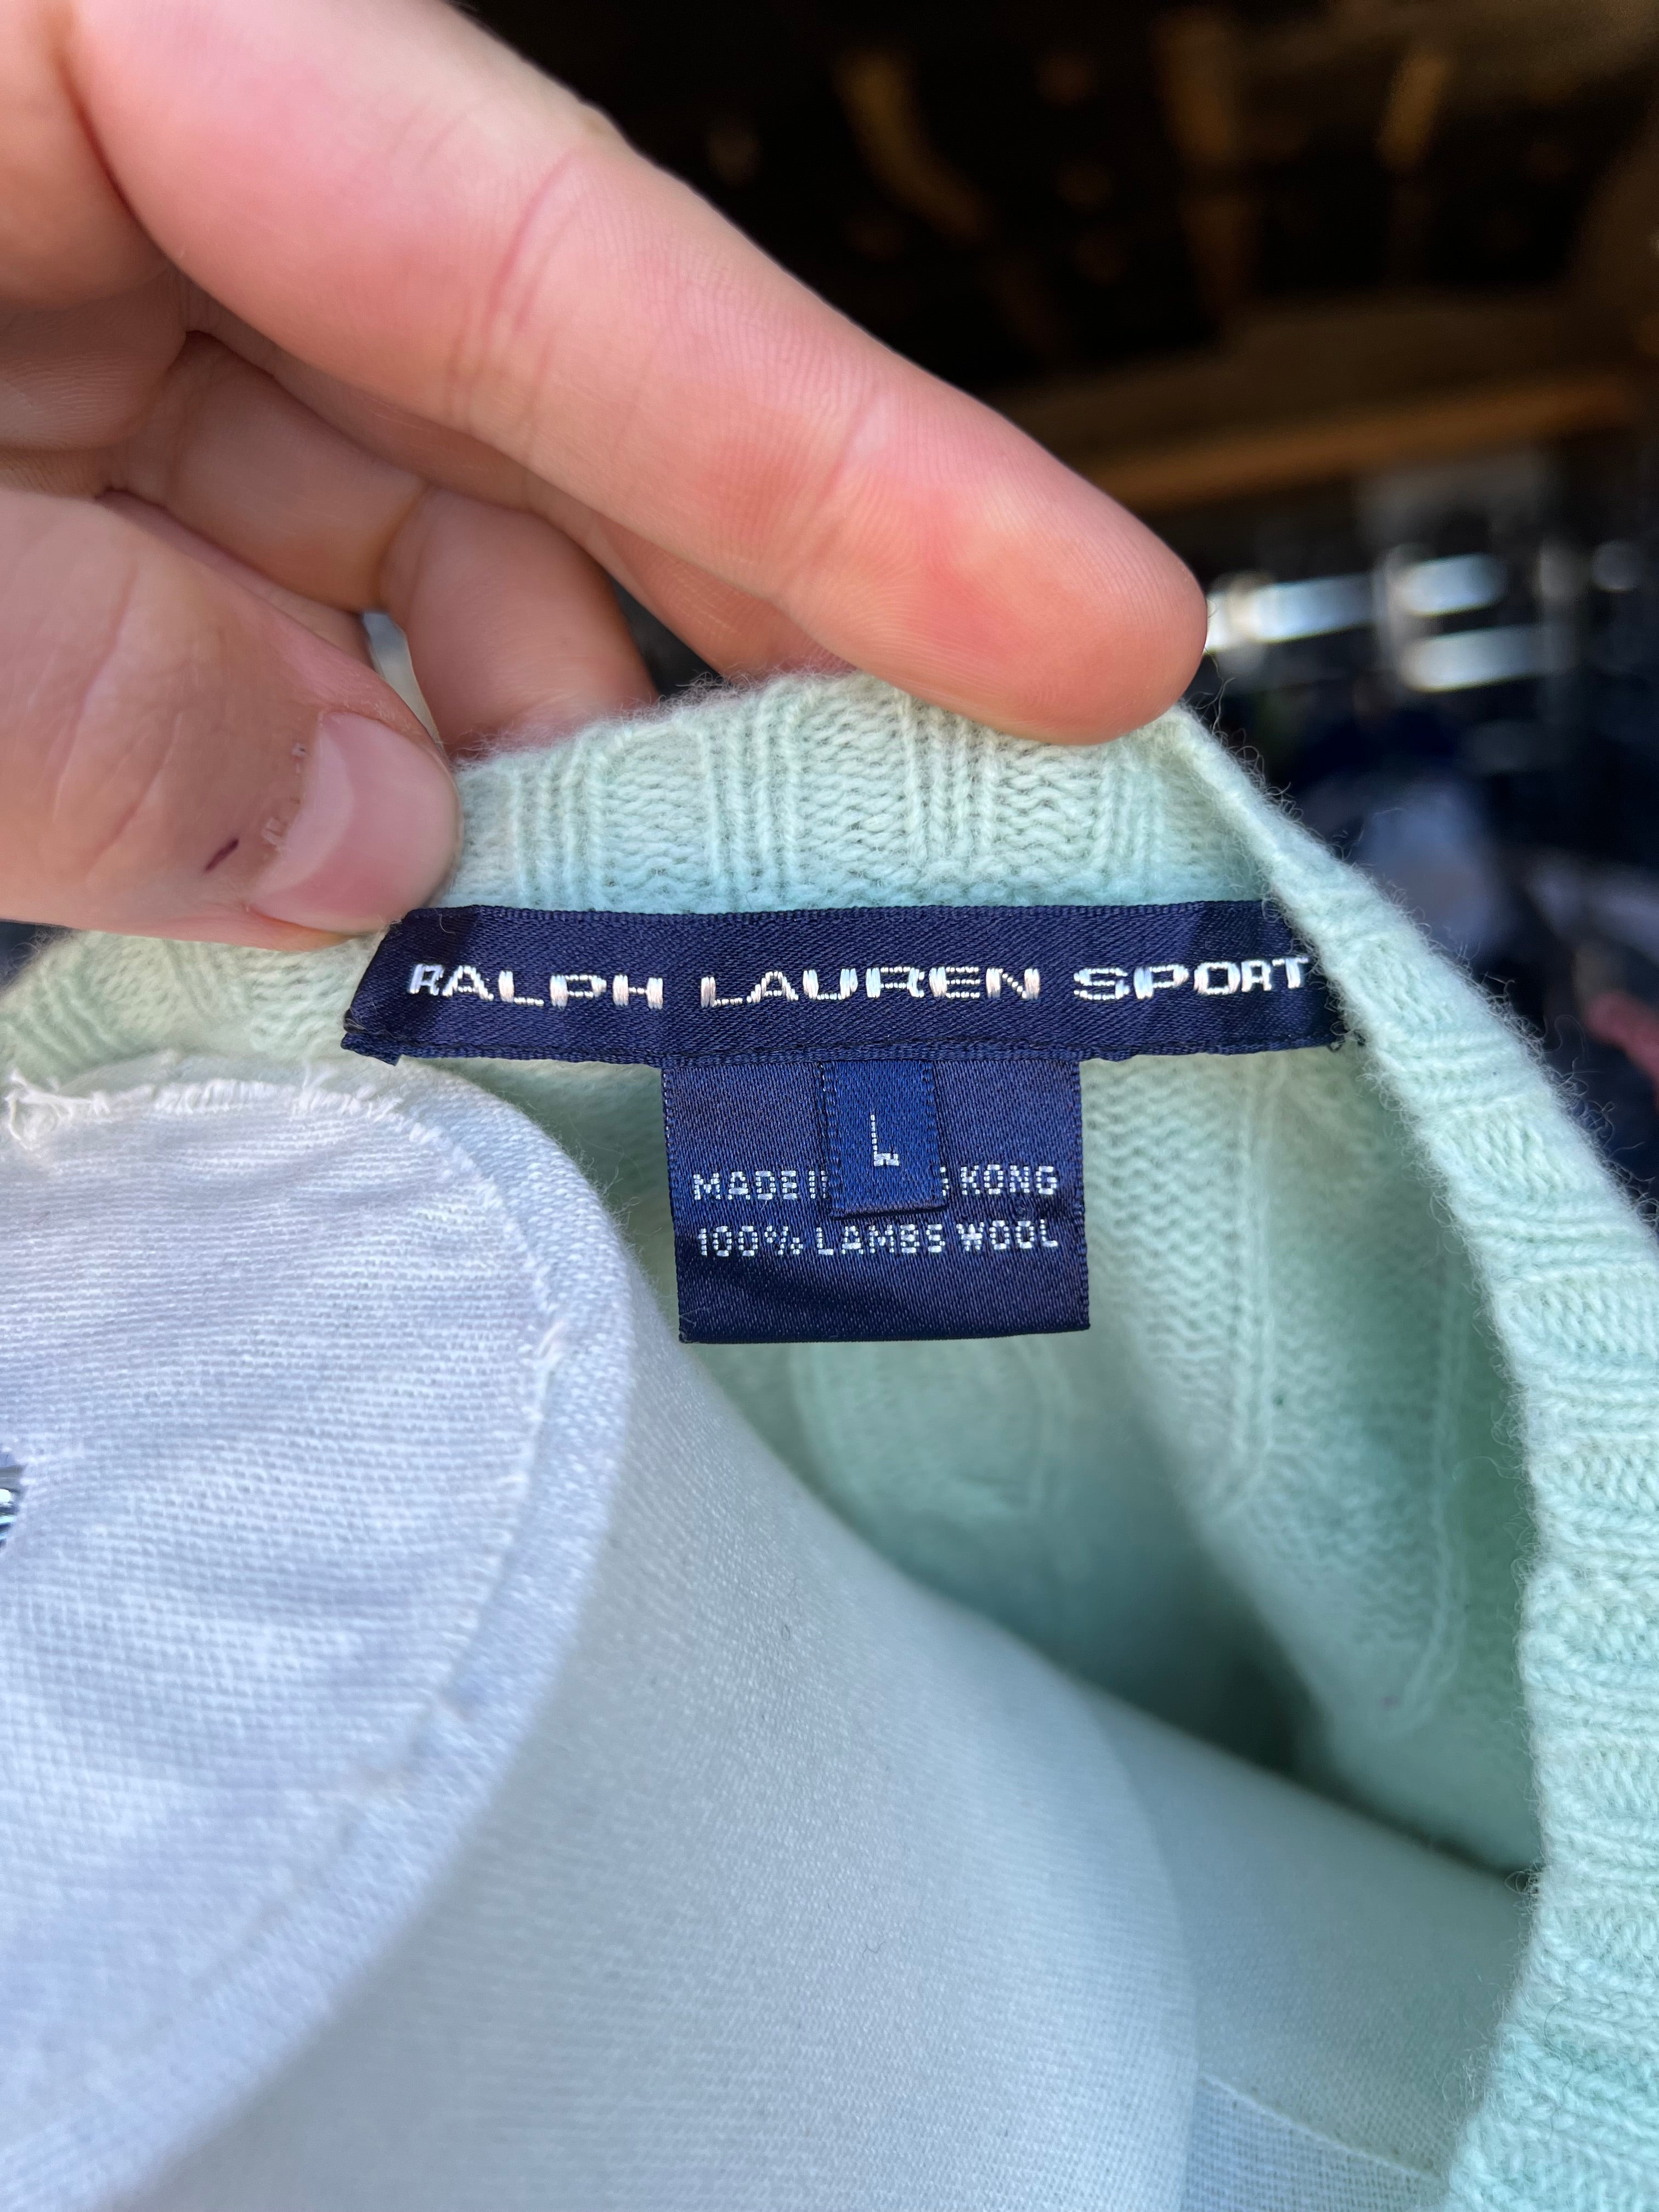 RALPH LAUREN SPORT
L
MADE KONG
100% LAMBS WOOL